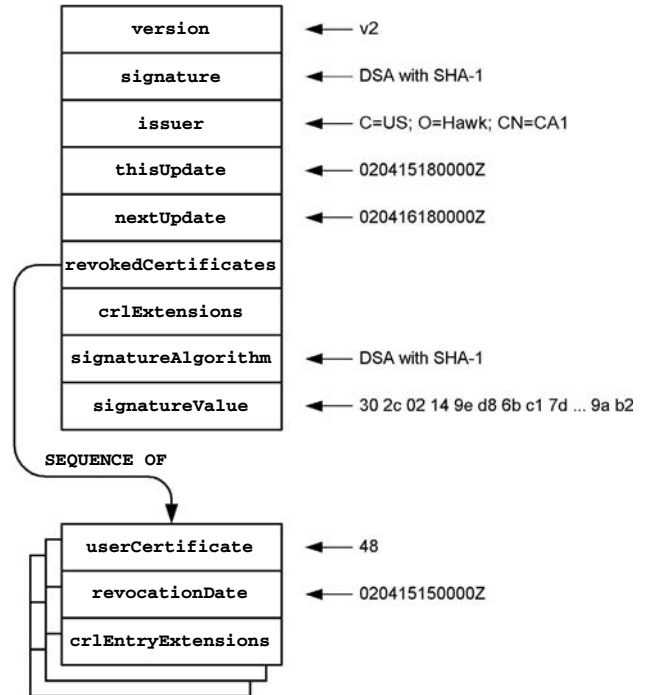 version v2
signature DSA with SHA-1
issuer C=US; O=Hawk; CN=CA1
thisUpdate 020415180000Z
nextUpdate 020416180000Z
revokedCertificates
crlExtensions
signatureAlgorithm DSA with SHA-1
signatureValue 30 2c 02 14 9e d8 6b c1 7d ... 9a b2
SEQUENCE OF
userCertificate 48
revocationDate 020415150000Z
crlEntryExtensions